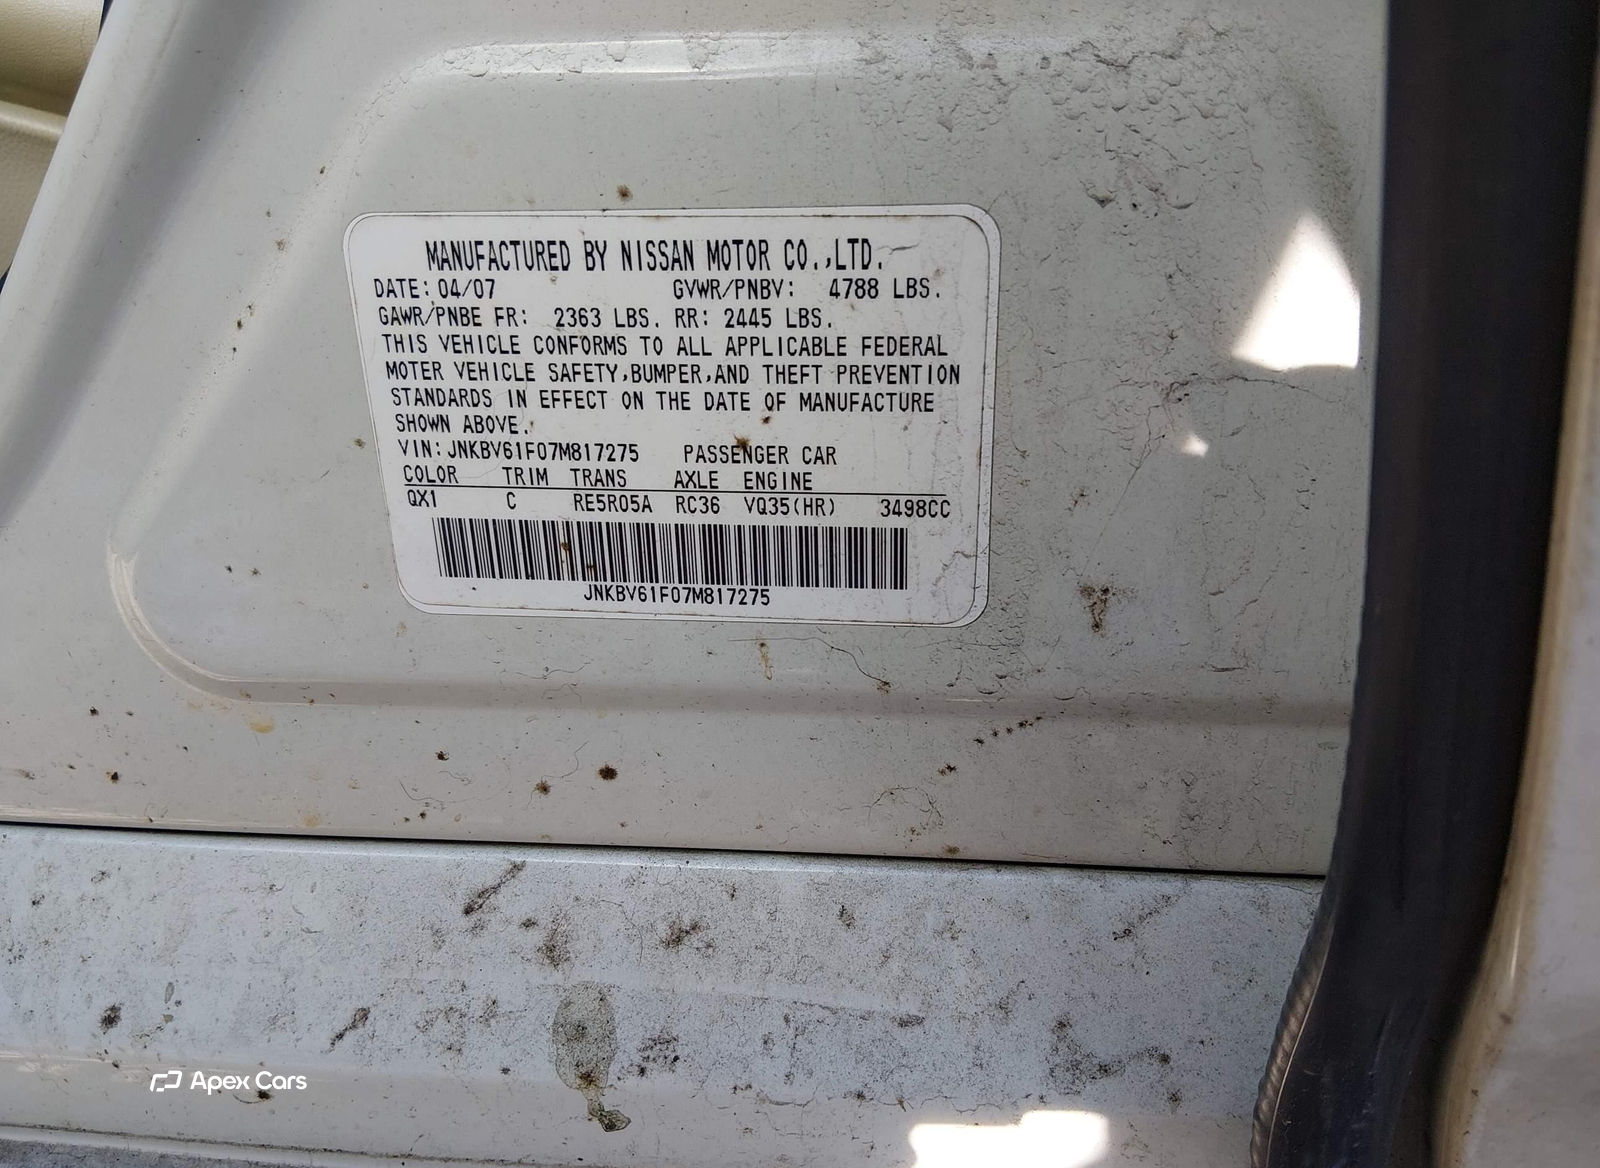 MANUFACTURED BY NISSAN MOTOR CO.,LTD.
DATE: 04/07 GVWR/PNBV: 4788 LBS.
GAWR/PNBE FR: 2363 LBS. RR: 2445 LBS.
THIS VEHICLE CONFORMS TO ALL APPLICABLE FEDERAL
MOTER VEHICLE SAFETY,BUMPER,AND THEFT PREVENTION
STANDARDS IN EFFECT ON THE DATE OF MANUFACTURE
SHOWN ABOVE.
VIN: JNKBV61F07M817275 PASSENGER CAR
COLOR TRIM TRANS AXLE ENGINE
QX1 C RE5R05A RC36 VQ35(HR) 3498CC
JNKBV61F07M817275
Apex Cars